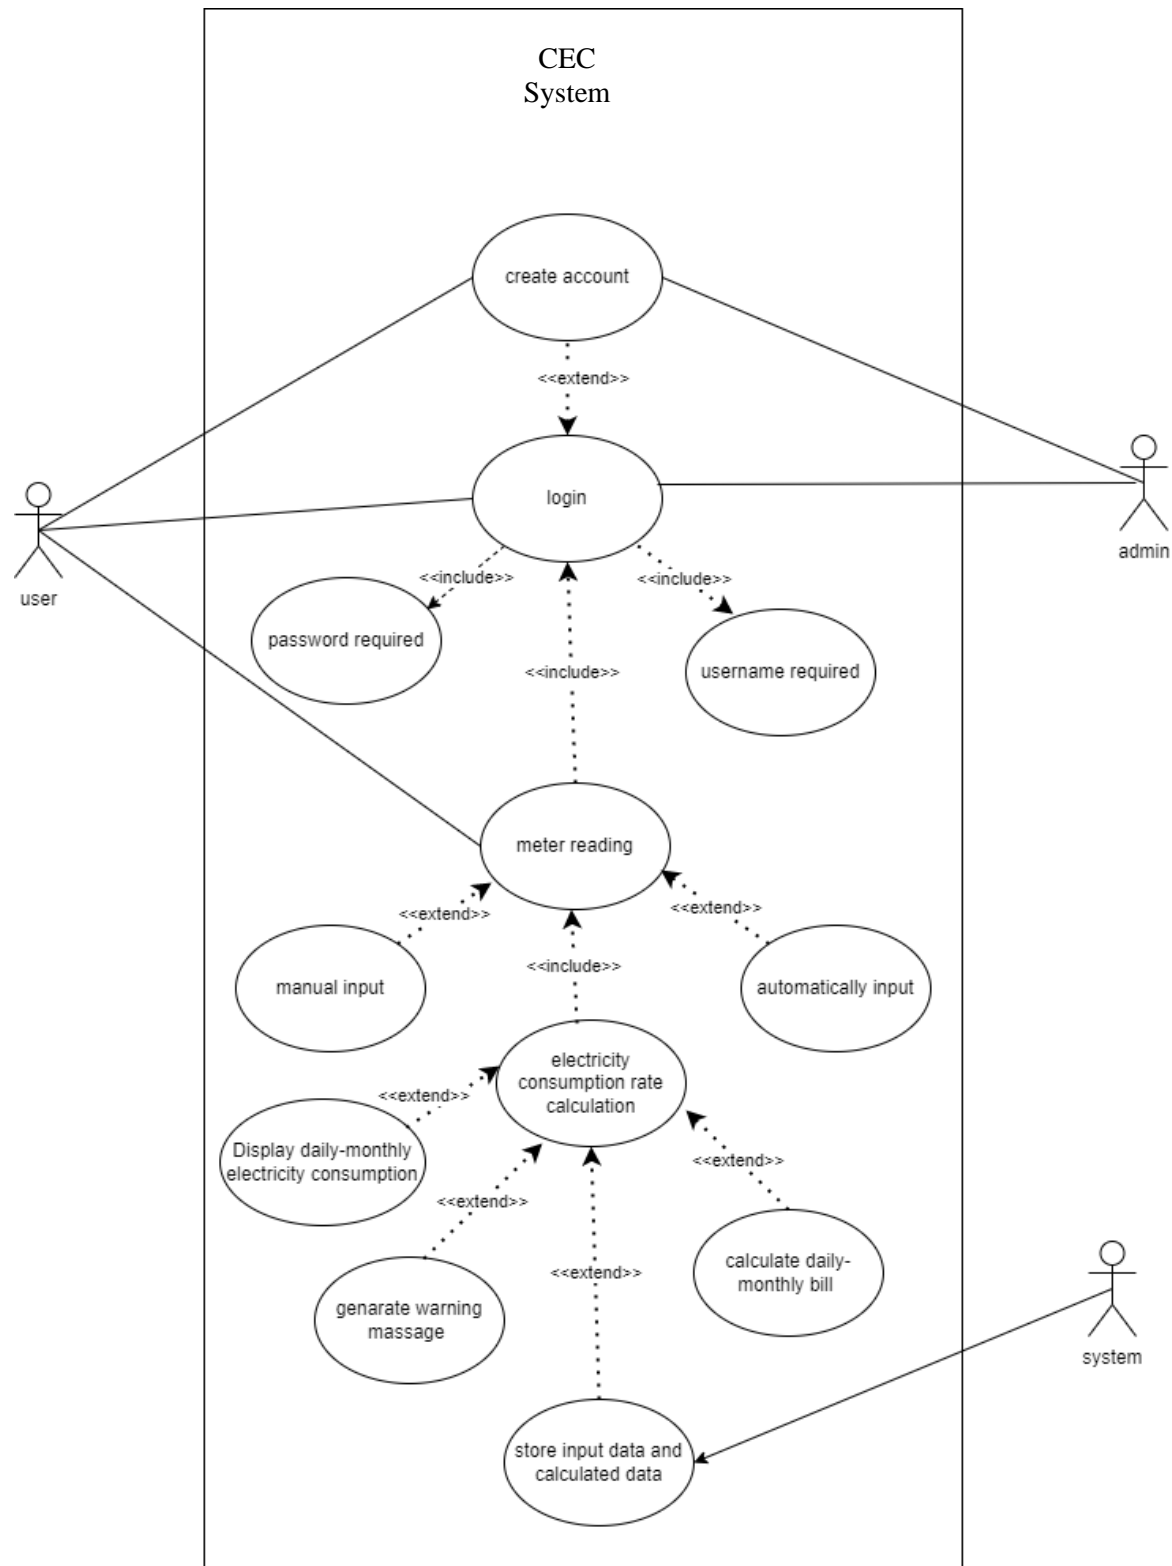 CEC
System
create account
<<extend>>
login
admin
user
<<include>>
<<include>>
password required
username required
<<include>>
meter reading
<<extend>>
<<extend>>
manual input
<<include>>
automatically input
electricity
consumption rate
calculation
<<extend>>
Display daily-monthly
electricity consumption
<<extend>>
<<extend>>
calculate daily-
monthly bill
<<extend>>
genarate warning
massage
system
store input data and
calculated data